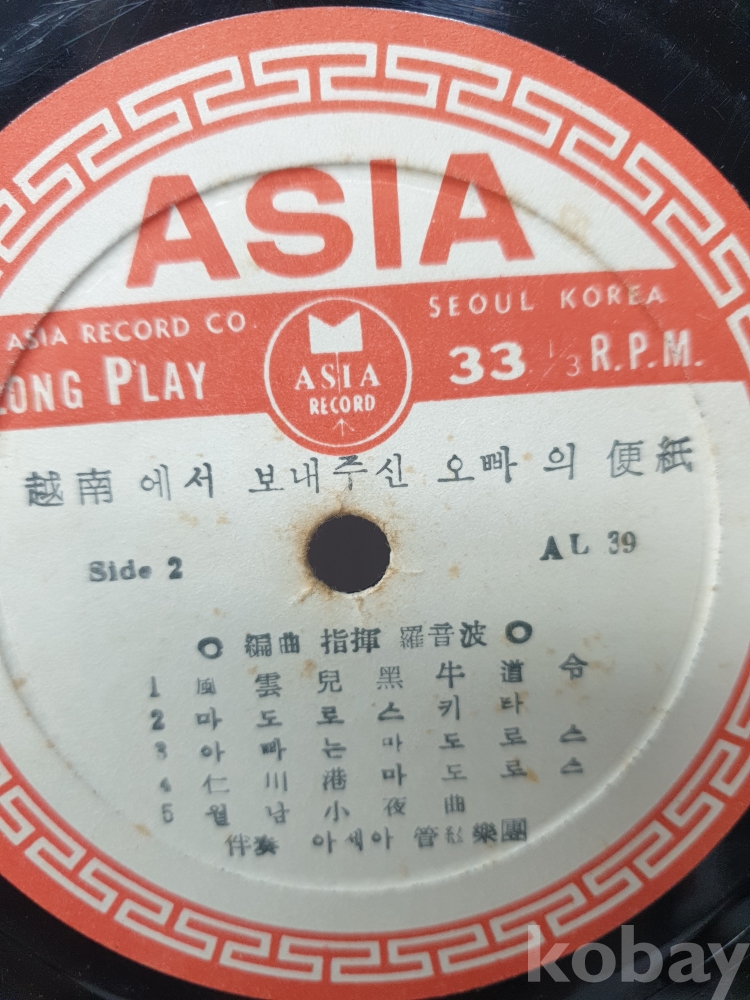 ASIA
ASIA RECORD CO.
SEOUL KOREA
LONG PLAY
33 1/3 R.P.M.
ASIA
RECORD
越南 에서 보내주신 오빠 의 便紙
Side 2
AL 39
編曲 指揮 羅音波
1 風雲兒黑牛道令
2 마도로스키타
3 아빠는마도로스
4 仁川港마도로스
5 월남小夜曲
伴奏 아세아 管絃樂團
kobay